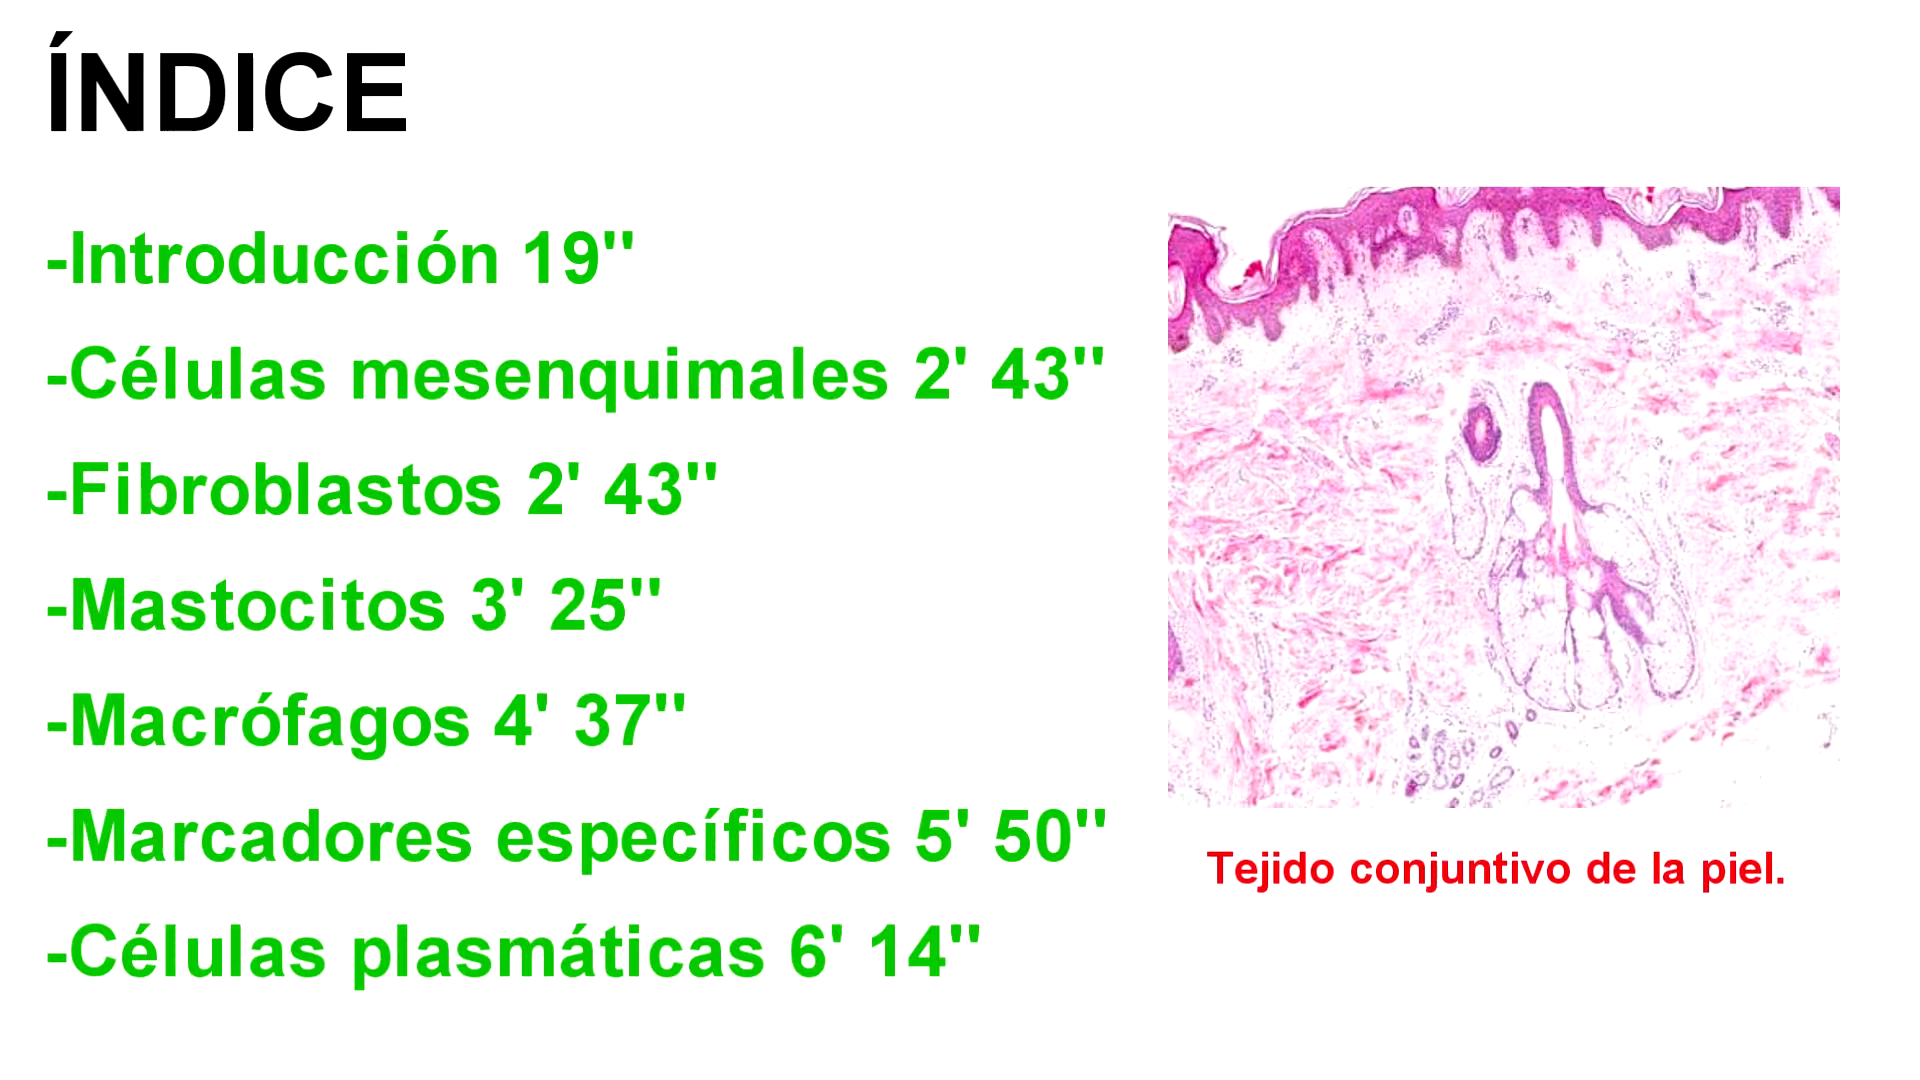 ÍNDICE
-Introducción 19"
-Células mesenquimales 2' 43"
-Fibroblastos 2' 43"
-Mastocitos 3' 25"
-Macrófagos 4' 37"
-Marcadores específicos 5' 50"
-Células plasmáticas 6' 14"
Tejido conjuntivo de la piel.